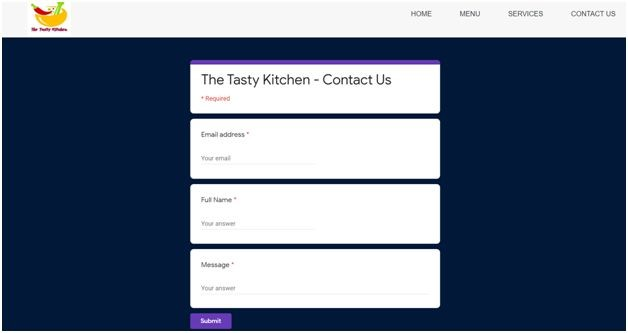 The Tasty Kitchen
HOME MENU SERVICES CONTACT US
The Tasty Kitchen - Contact Us
* Required
Email address *
Your email
Full Name *
Your answer
Message *
Your answer
Submit